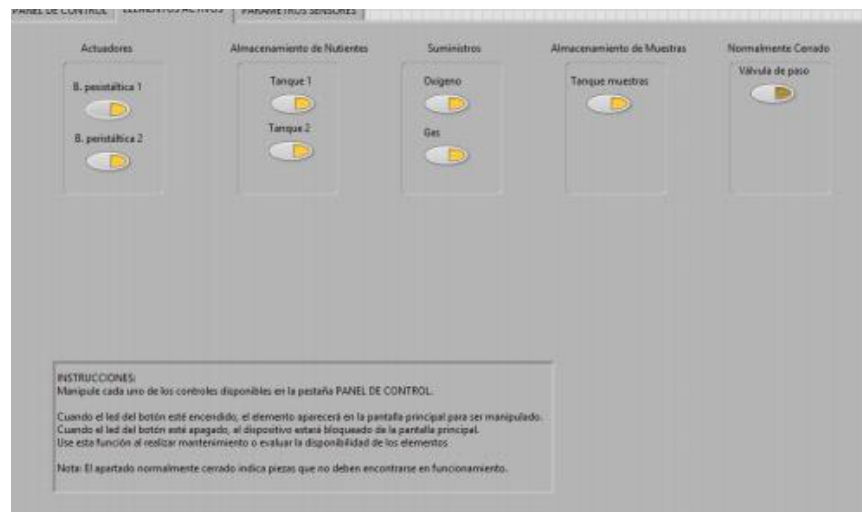 PANEL DE CONTROL ELEMENTOS ACTIVOS PARÁMETROS SENSORES
Actuadores Almacenamiento de Nutientes Suministros Almacenamiento de Muestras Normalmente Cerrado
B. peristáltica 1 Tanque 1 Oxigeno Tanque muestras Válvula de paso
B. peristáltica 2 Tanque 2 Gas
INSTRUCCIONES:
Manipule cada uno de los controles disponibles en la pestaña PANEL DE CONTROL.
Cuando el led del botón esté encendido, el elemento aparecerá en la pantalla principal para ser manipulado.
Cuando el led del botón esté apagado, el dispositivo estará bloqueado de la pantalla principal.
Use esta función al realizar mantenimiento o evaluar la disponibilidad de los elementos
Nota: El apartado normalmente cerrado indica piezas que no deben encontrarse en funcionamiento.